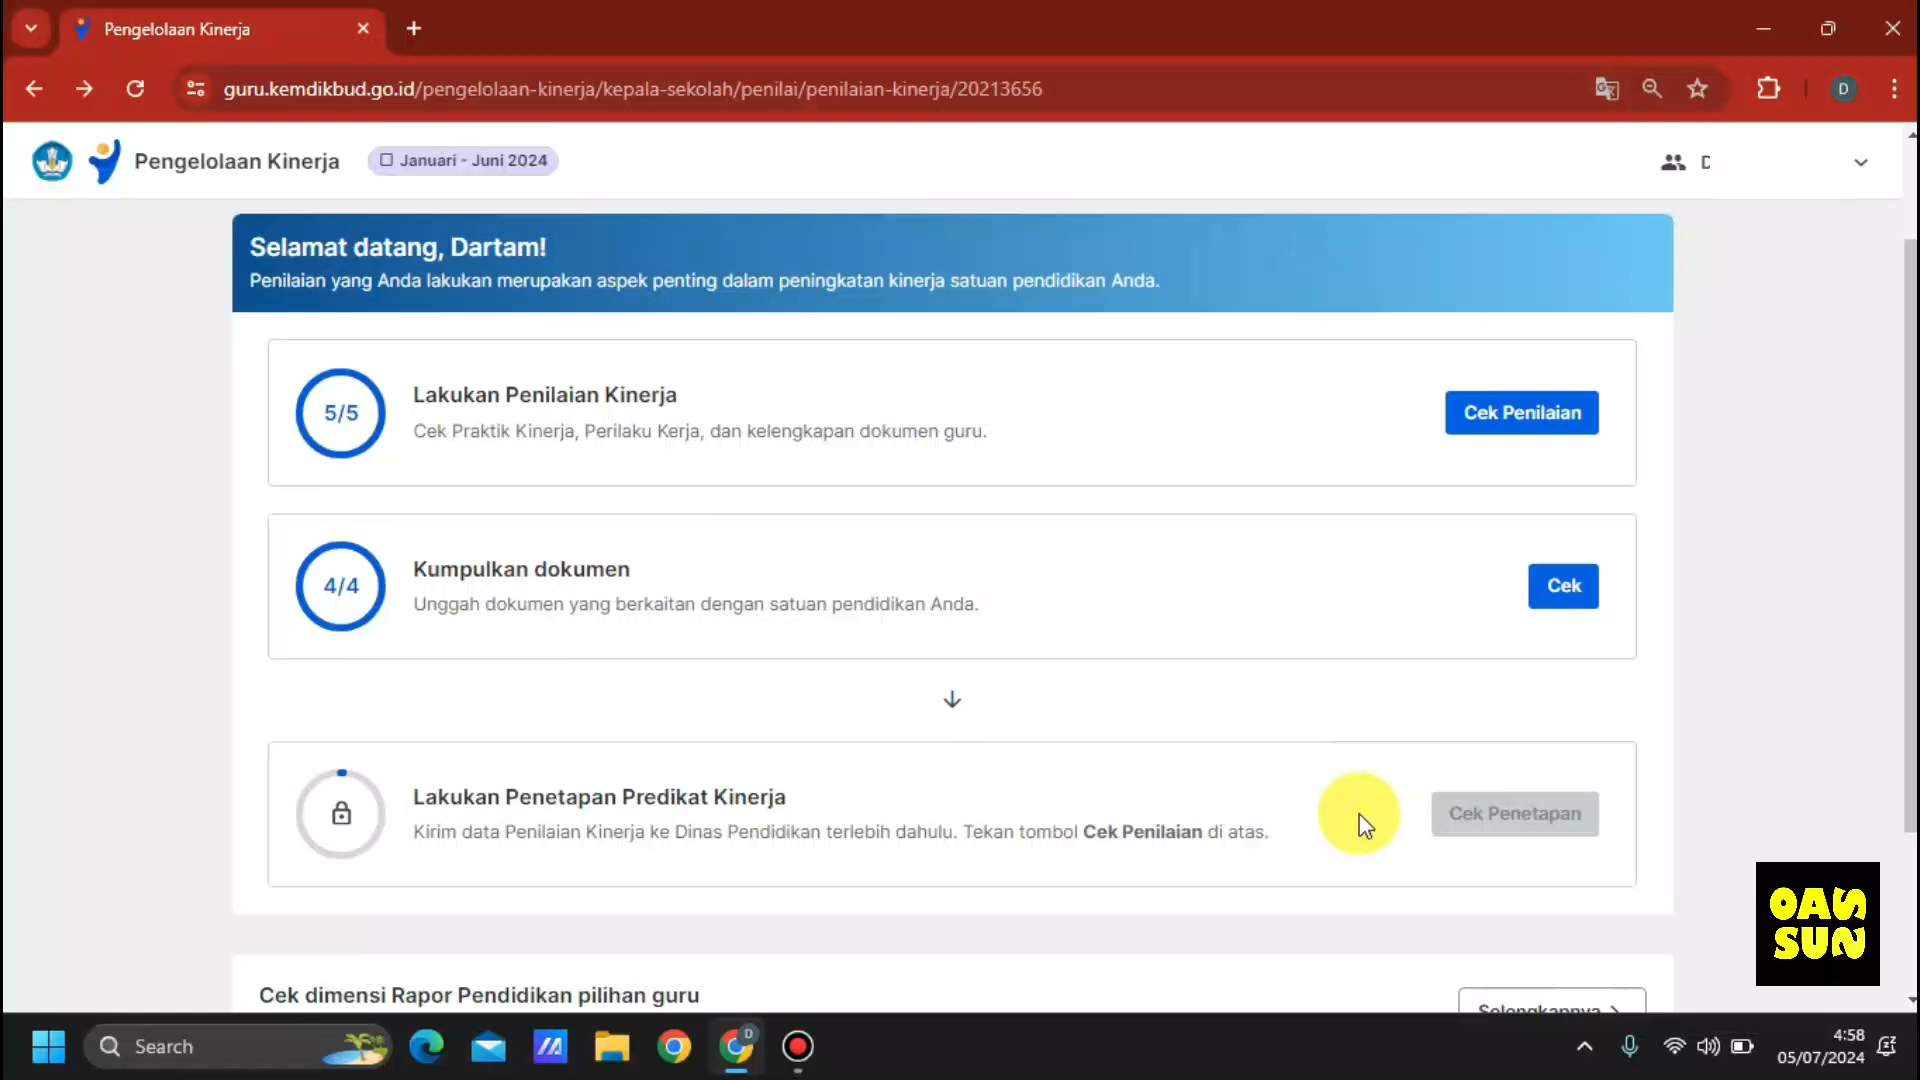 Pengelolaan Kinerja
guru.kemdikbud.go.id/pengelolaan-kinerja/kepala-sekolah/penilai/penilaian-kinerja/20213656
D
Pengelolaan Kinerja
Januari - Juni 2024
D
Selamat datang, Dartam!
Penilaian yang Anda lakukan merupakan aspek penting dalam peningkatan kinerja satuan pendidikan Anda.
5/5
Lakukan Penilaian Kinerja
Cek Praktik Kinerja, Perilaku Kerja, dan kelengkapan dokumen guru.
Cek Penilaian
4/4
Kumpulkan dokumen
Unggah dokumen yang berkaitan dengan satuan pendidikan Anda.
Cek
Lakukan Penetapan Predikat Kinerja
Kirim data Penilaian Kinerja ke Dinas Pendidikan terlebih dahulu. Tekan tombol Cek Penilaian di atas.
Cek Penetapan
OAS
SUN
Cek dimensi Rapor Pendidikan pilihan guru
Selengkapnya
Search
D
4:58
05/07/2024